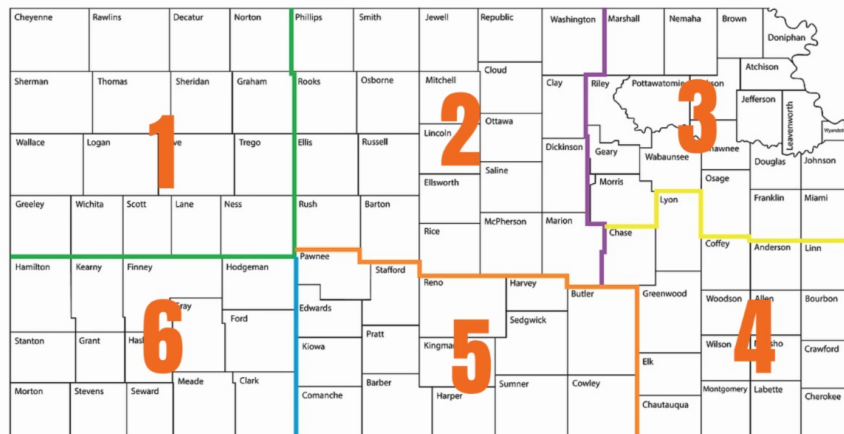 Cheyenne Rawlins Decatur Norton Phillips Smith Jewell Republic Washington Marshall Nemaha Brown
Doniphan
Cloud Atchison
Sherman Thomas Sheridan Graham Rooks Osborne Mitchell Clay Riley Pottawatomie
Jefferson
1 2 3
Leavenworth
Lincoln Ottawa
Wallace Logan Trego Ellis Russell Dickinson Geary Wabaunsee Douglas Johnson
Saline
Osage
Ellsworth Morris
Greeley Wichita Scott Lane Ness Rush Barton Lyon Franklin Miami
McPherson Marion
Rice Chase
Coffey Anderson Linn
Pawnee
Hamilton Kearny Finney Hodgeman Stafford
Reno Harvey
Butler Greenwood Woodson Allen Bourbon
Edwards
Ford Sedgwick
Pratt
Stanton Grant Kiowa Kingman Wilson Crawford
6 5 4
Elk
Meade Clark Barber Sumner Cowley
Morton Stevens Seward Comanche Harper Montgomery Labette Cherokee
Chautauqua